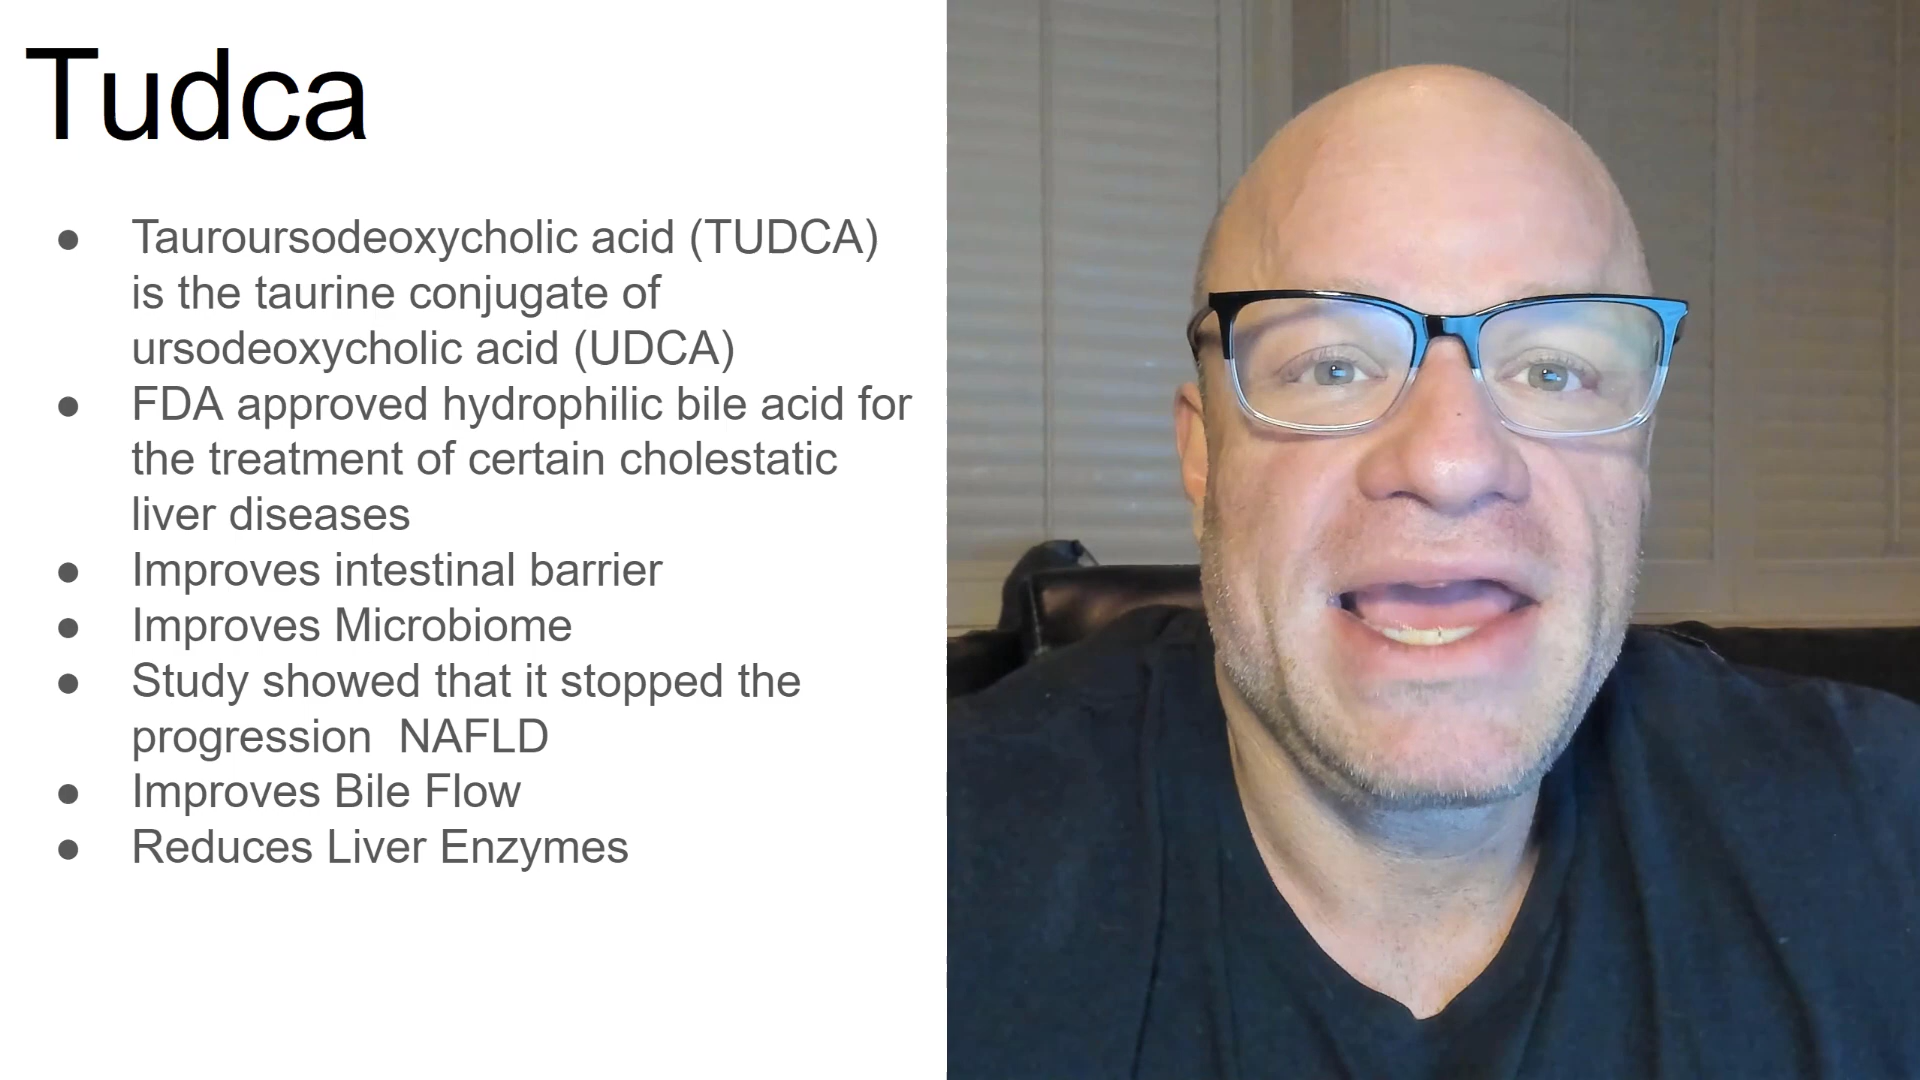 Tudca
● Tauroursodeoxycholic acid (TUDCA)
is the taurine conjugate of
ursodeoxycholic acid (UDCA)
● FDA approved hydrophilic bile acid for
the treatment of certain cholestatic
liver diseases
● Improves intestinal barrier
● Improves Microbiome
● Study showed that it stopped the
progression  NAFLD
● Improves Bile Flow
● Reduces Liver Enzymes